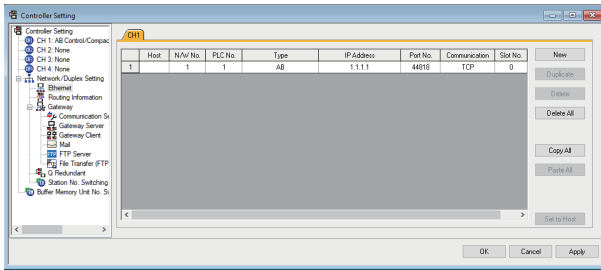 Controller Setting
Controller Setting
CH 1: AB Control/Compac
CH 2: None
CH 3: None
CH 4: None
Network/Duplex Setting
Ethernet
Routing Information
Gateway
Communication Se
Gateway Server
Gateway Client
Mail
FTP Server
File Transfer (FTP
Q Redundant
Station No. Switching
Buffer Memory Unit No. Sw
CH1
Host N/W No. PLC No. Type IP Address Port No. Communication Slot No.
1 1 1 AB 1.1.1.1 44818 TCP 0
New
Duplicate
Delete
Delete All
Copy All
Paste All
Set to Host
OK Cancel Apply